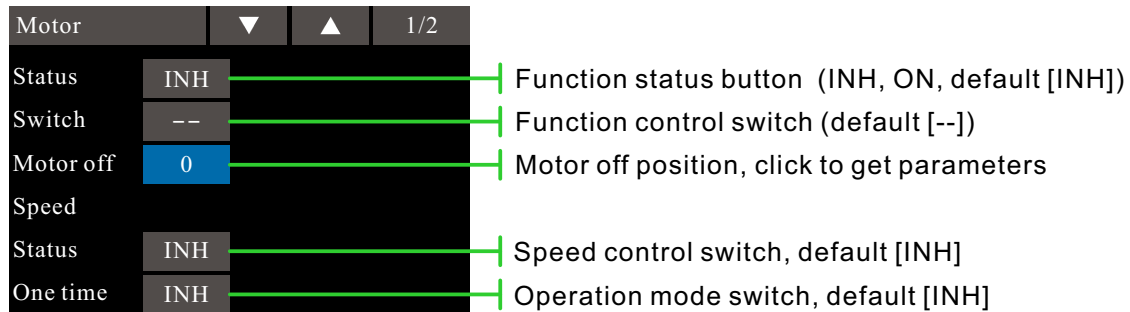 Motor ▼ ▲ 1/2
Status INH Function status button (INH, ON, default [INH])
Switch -- Function control switch (default [--])
Motor off 0 Motor off position, click to get parameters
Speed
Status INH Speed control switch, default [INH]
One time INH Operation mode switch, default [INH]